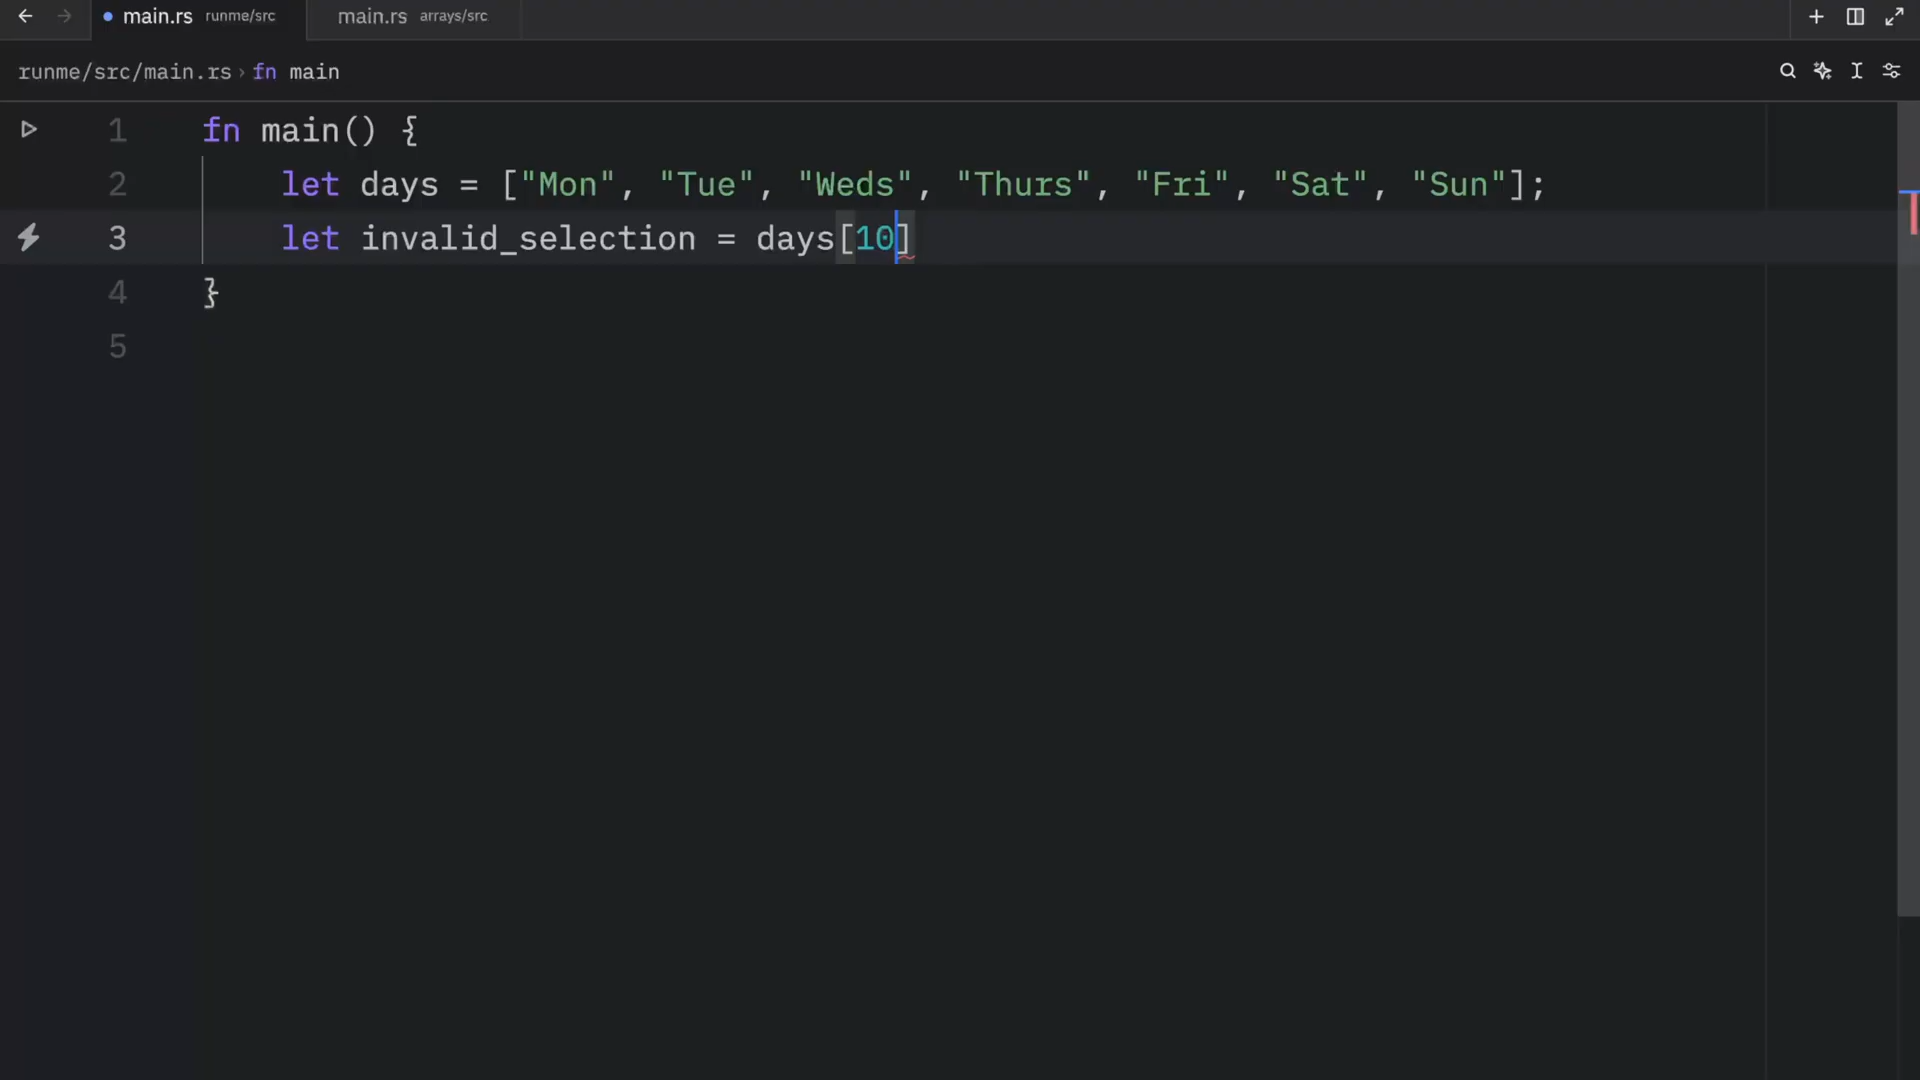 main.rs runme/src main.rs arrays/src
runme/src/main.rs › fn main
1 fn main() {
2 let days = ["Mon", "Tue", "Weds", "Thurs", "Fri", "Sat", "Sun"];
3 let invalid_selection = days[10]
4 }
5